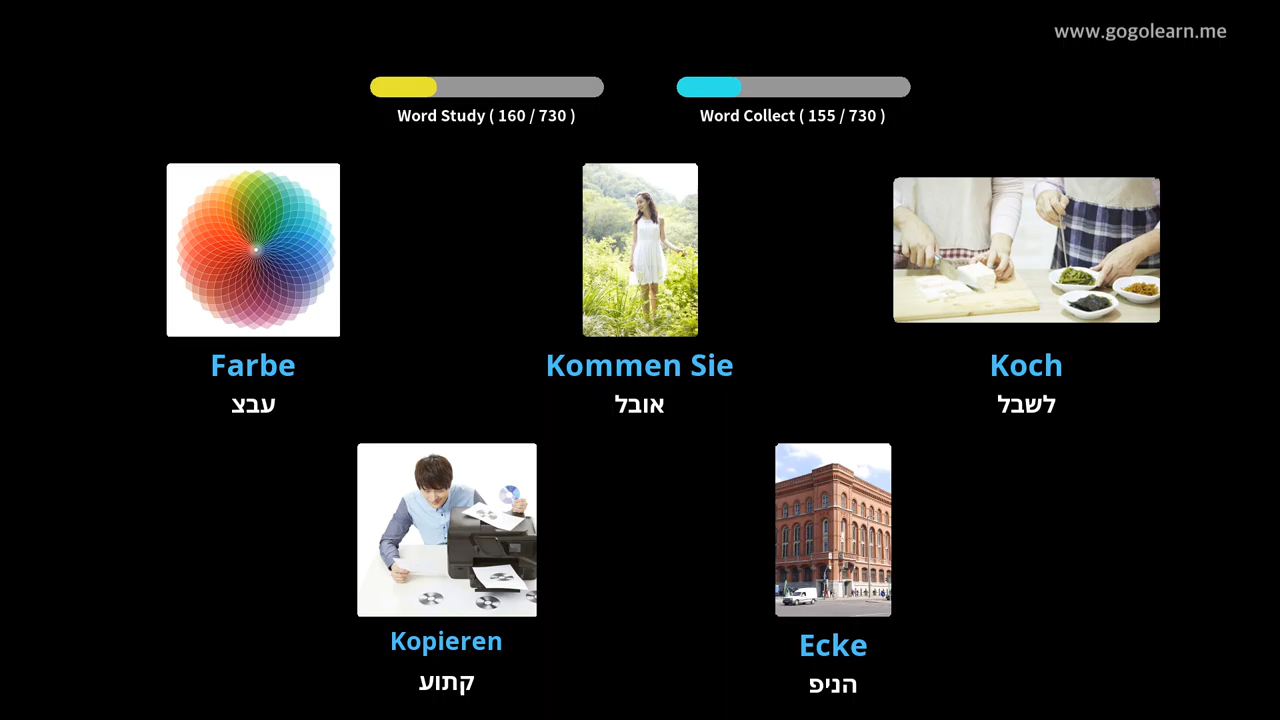 www.gogolearn.me
Word Study ( 160 / 730 )
Word Collect ( 155 / 730 )
Farbe
עבצ
Kommen Sie
אובל
Koch
לשבל
Kopieren
קתוע
Ecke
הניפ